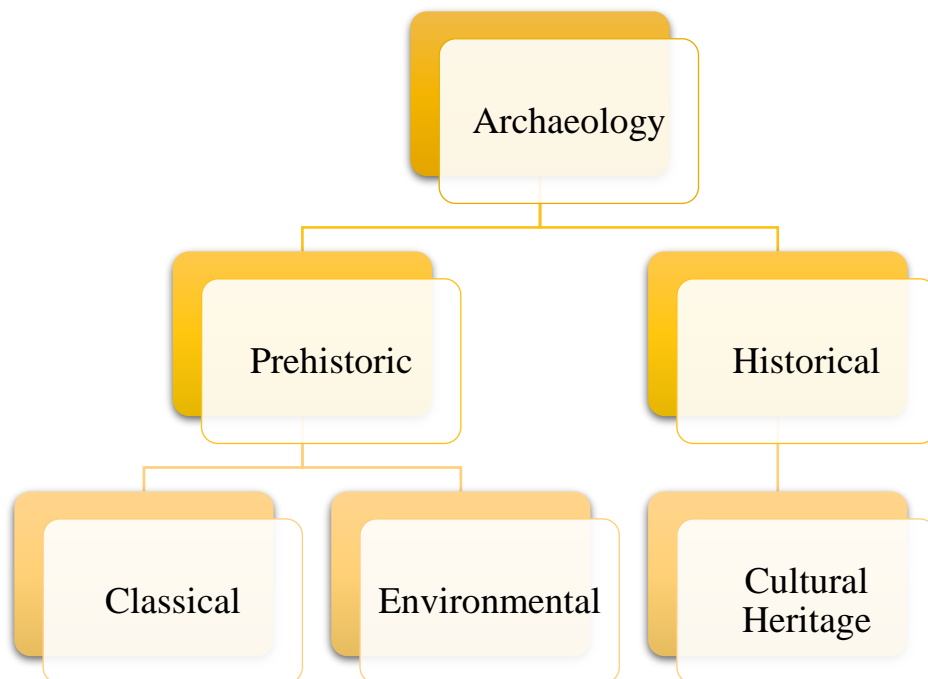 Archaeology
Prehistoric
Historical
Classical
Environmental
Cultural
Heritage